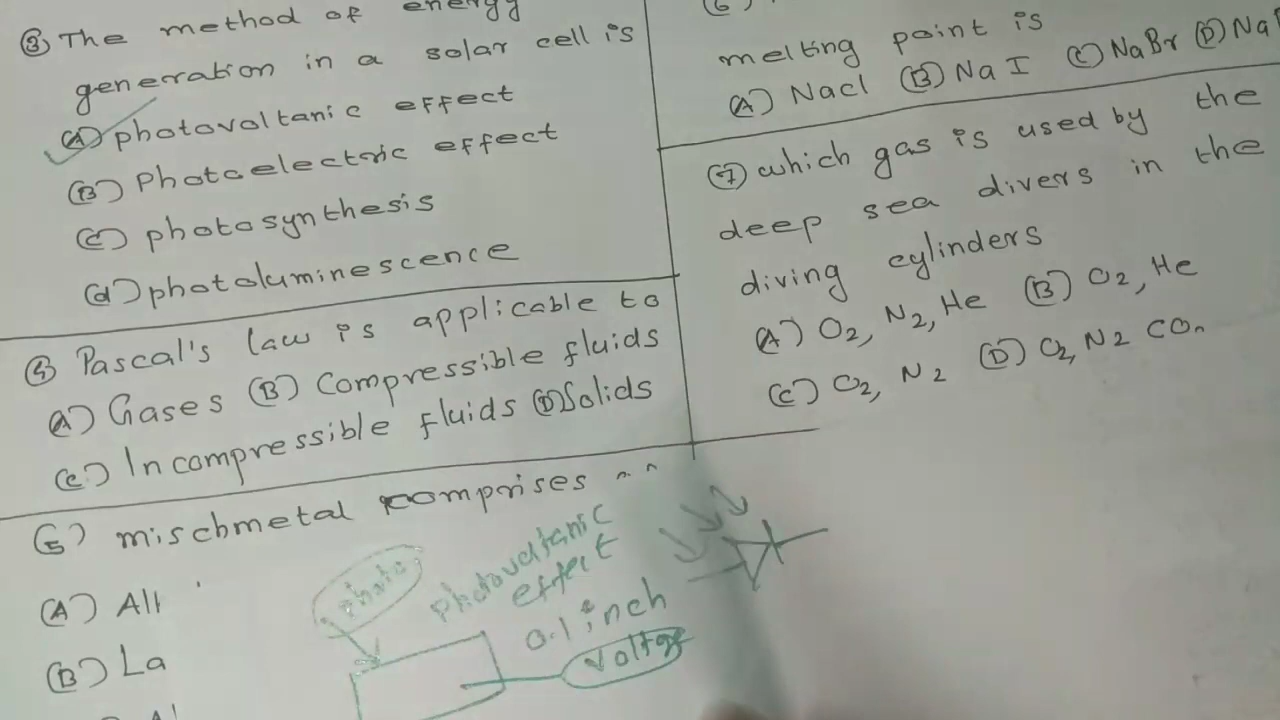 ③ The method of energy
generation in a solar cell is
(A) photovoltanic effect
(B) Photoelectric effect
(C) photosynthesis
(d) photoluminescence
④ Pascal's law is applicable to
(A) Gases (B) Compressible fluids
(C) Incompressible fluids (D) Solids
5) mischmetal comprises
(A) All
(B) La
photovoltanic
effect
0.1 inch
voltge
(6)
melting point is
(A) Nacl (B) NaI (C) NaBr (D) Na
⑦ which gas is used by the
deep sea divers in the
diving cylinders
(A) O2, N2, He (B) O2, He
(C) O2, N2 (D) O2, N2